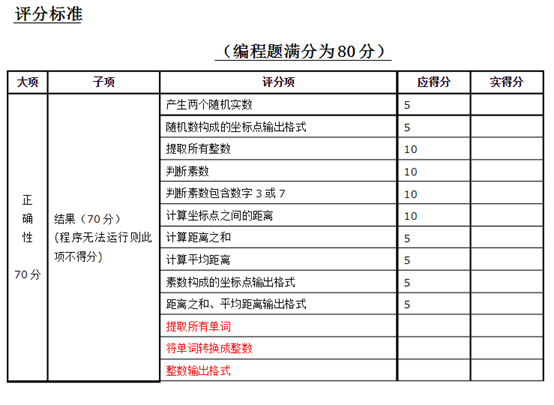 评分标准
（编程题满分为80分）
大项 子项 评分项 应得分 实得分
正确性 70分 结果（70分）(程序无法运行则此项不得分)
产生两个随机实数 5
随机数构成的坐标点输出格式 5
提取所有整数 10
判断素数 10
判断素数包含数字3或7 10
计算坐标点之间的距离 10
计算距离之和 5
计算平均距离 5
素数构成的坐标点输出格式 5
距离之和、平均距离输出格式 5
提取所有单词
将单词转换成整数
整数输出格式